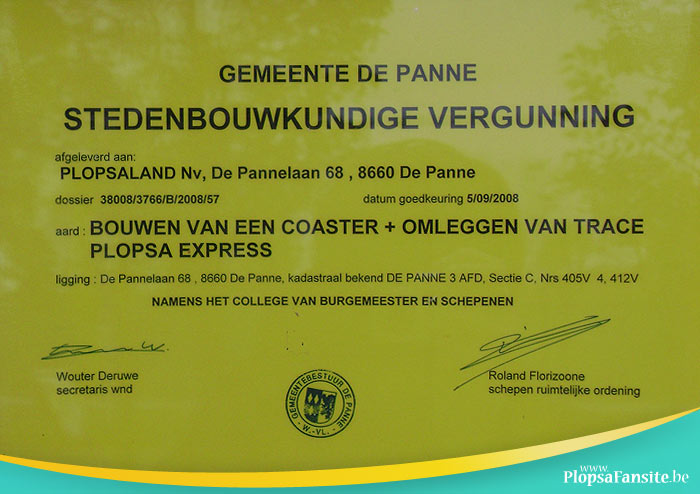 GEMEENTE DE PANNE
STEDENBOUWKUNDIGE VERGUNNING
afgeleverd aan:
PLOPSALAND Nv, De Pannelaan 68 , 8660 De Panne
dossier 38008/3766/B/2008/57 datum goedkeuring 5/09/2008
aard : BOUWEN VAN EEN COASTER + OMLEGGEN VAN TRACE
PLOPSA EXPRESS
ligging : De Pannelaan 68 , 8660 De Panne, kadastraal bekend DE PANNE 3 AFD, Sectie C, Nrs 405V 4, 412V
NAMENS HET COLLEGE VAN BURGEMEESTER EN SCHEPENEN
Wouter Deruwe
secretaris wnd
Roland Florizoone
schepen ruimtelijke ordening
GEMEENTEBESTUUR DE PANNE
W.-VL.
www.
PlopsaFansite.be